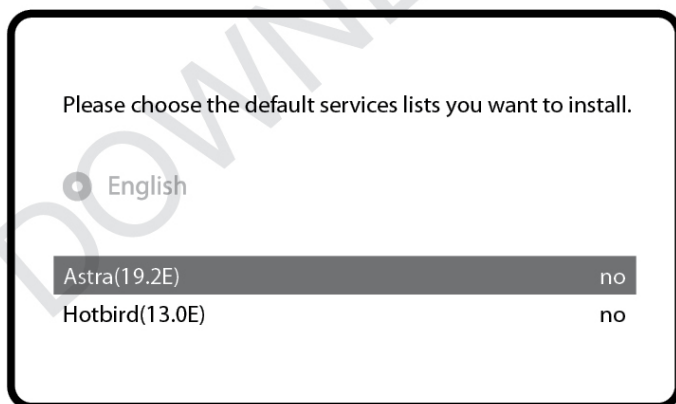 DOWNL
Please choose the default services lists you want to install.
English
Astra(19.2E) no
Hotbird(13.0E) no